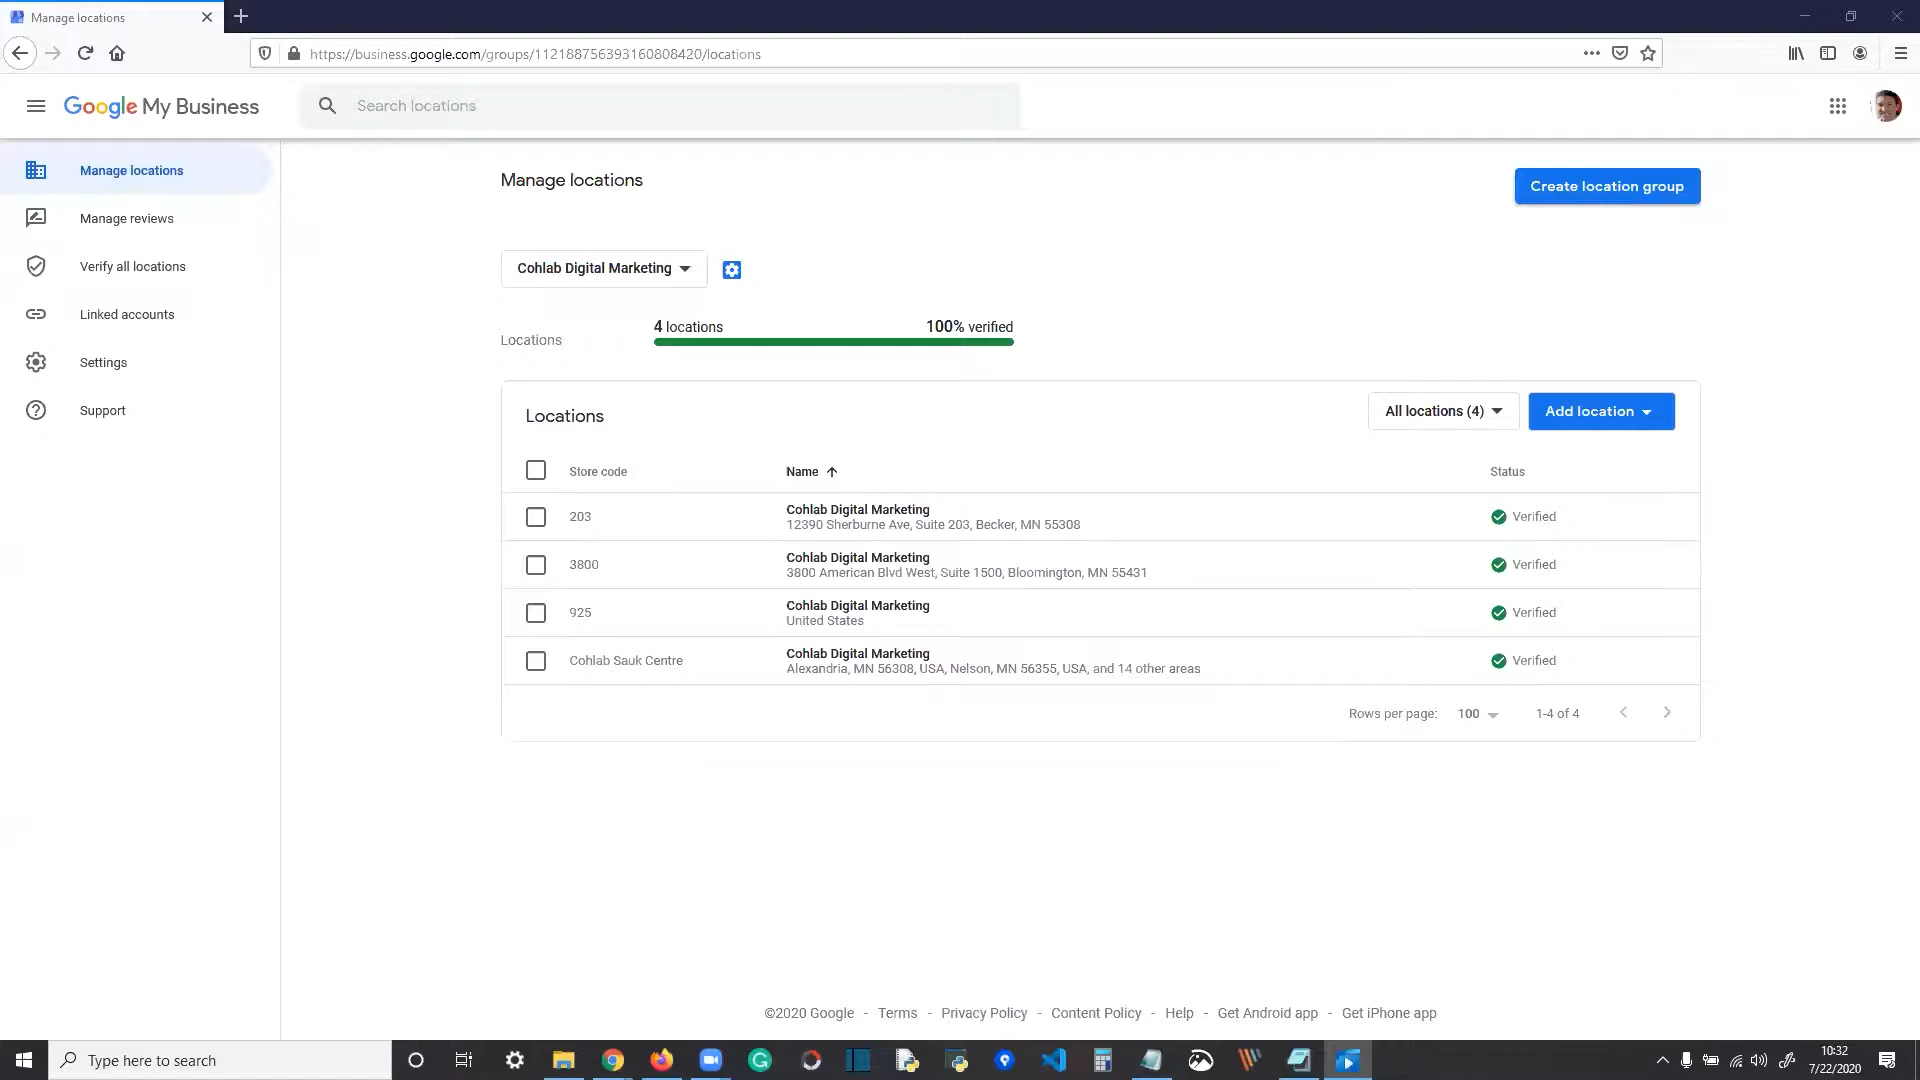 Manage locations
https://business.google.com/groups/112188756393160808420/locations
Google My Business
Search locations
Manage locations
Manage reviews
Verify all locations
Linked accounts
Settings
Support
Manage locations
Create location group
Cohlab Digital Marketing
Locations
4 locations
100% verified
Locations
All locations (4)
Add location
Store code
Name
Status
203
Cohlab Digital Marketing
12390 Sherburne Ave, Suite 203, Becker, MN 55308
Verified
3800
Cohlab Digital Marketing
3800 American Blvd West, Suite 1500, Bloomington, MN 55431
Verified
925
Cohlab Digital Marketing
United States
Verified
Cohlab Sauk Centre
Cohlab Digital Marketing
Alexandria, MN 56308, USA, Nelson, MN 56355, USA, and 14 other areas
Verified
Rows per page: 100 1-4 of 4
©2020 Google - Terms - Privacy Policy - Content Policy - Help - Get Android app - Get iPhone app
Type here to search
10:32
7/22/2020